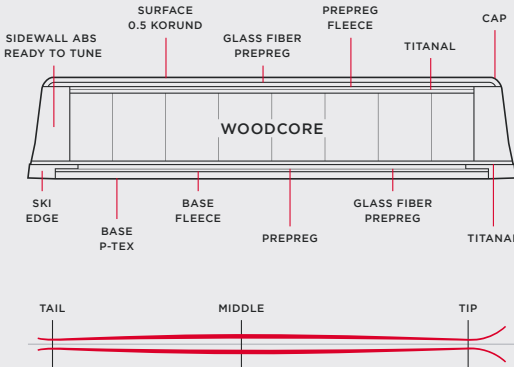 SURFACE
0.5 KORUND
PREPREG
FLEECE
CAP
SIDEWALL ABS
READY TO TUNE
GLASS FIBER
PREPREG
TITANAL
WOODCORE
SKI
EDGE
BASE
P-TEX
BASE
FLEECE
PREPREG
GLASS FIBER
PREPREG
TITANAL
TAIL
MIDDLE
TIP